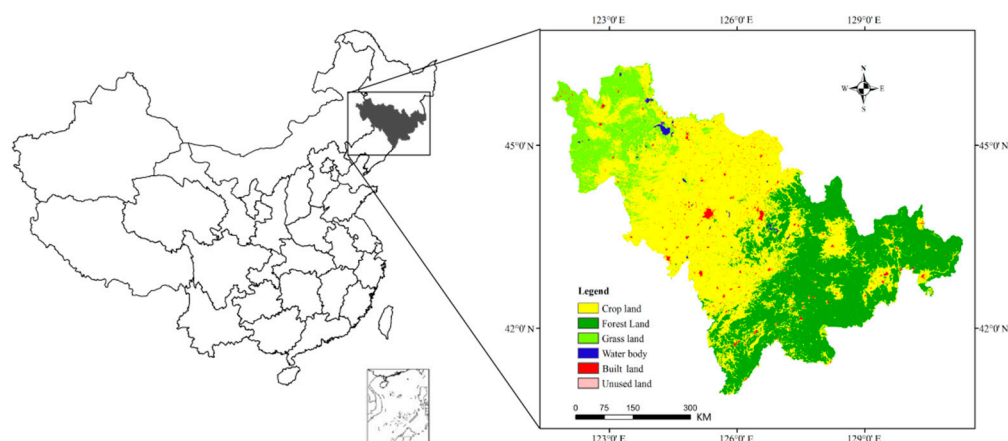 123°0'E 126°0'E 129°0'E
N
W E
S
45°0'N 45°0'N
Legend
Crop land
Forest Land
Grass land
Water body
Built land
Unused land
42°0'N 42°0'N
0 75 150 300
KM
123°0'E 126°0'E 129°0'E